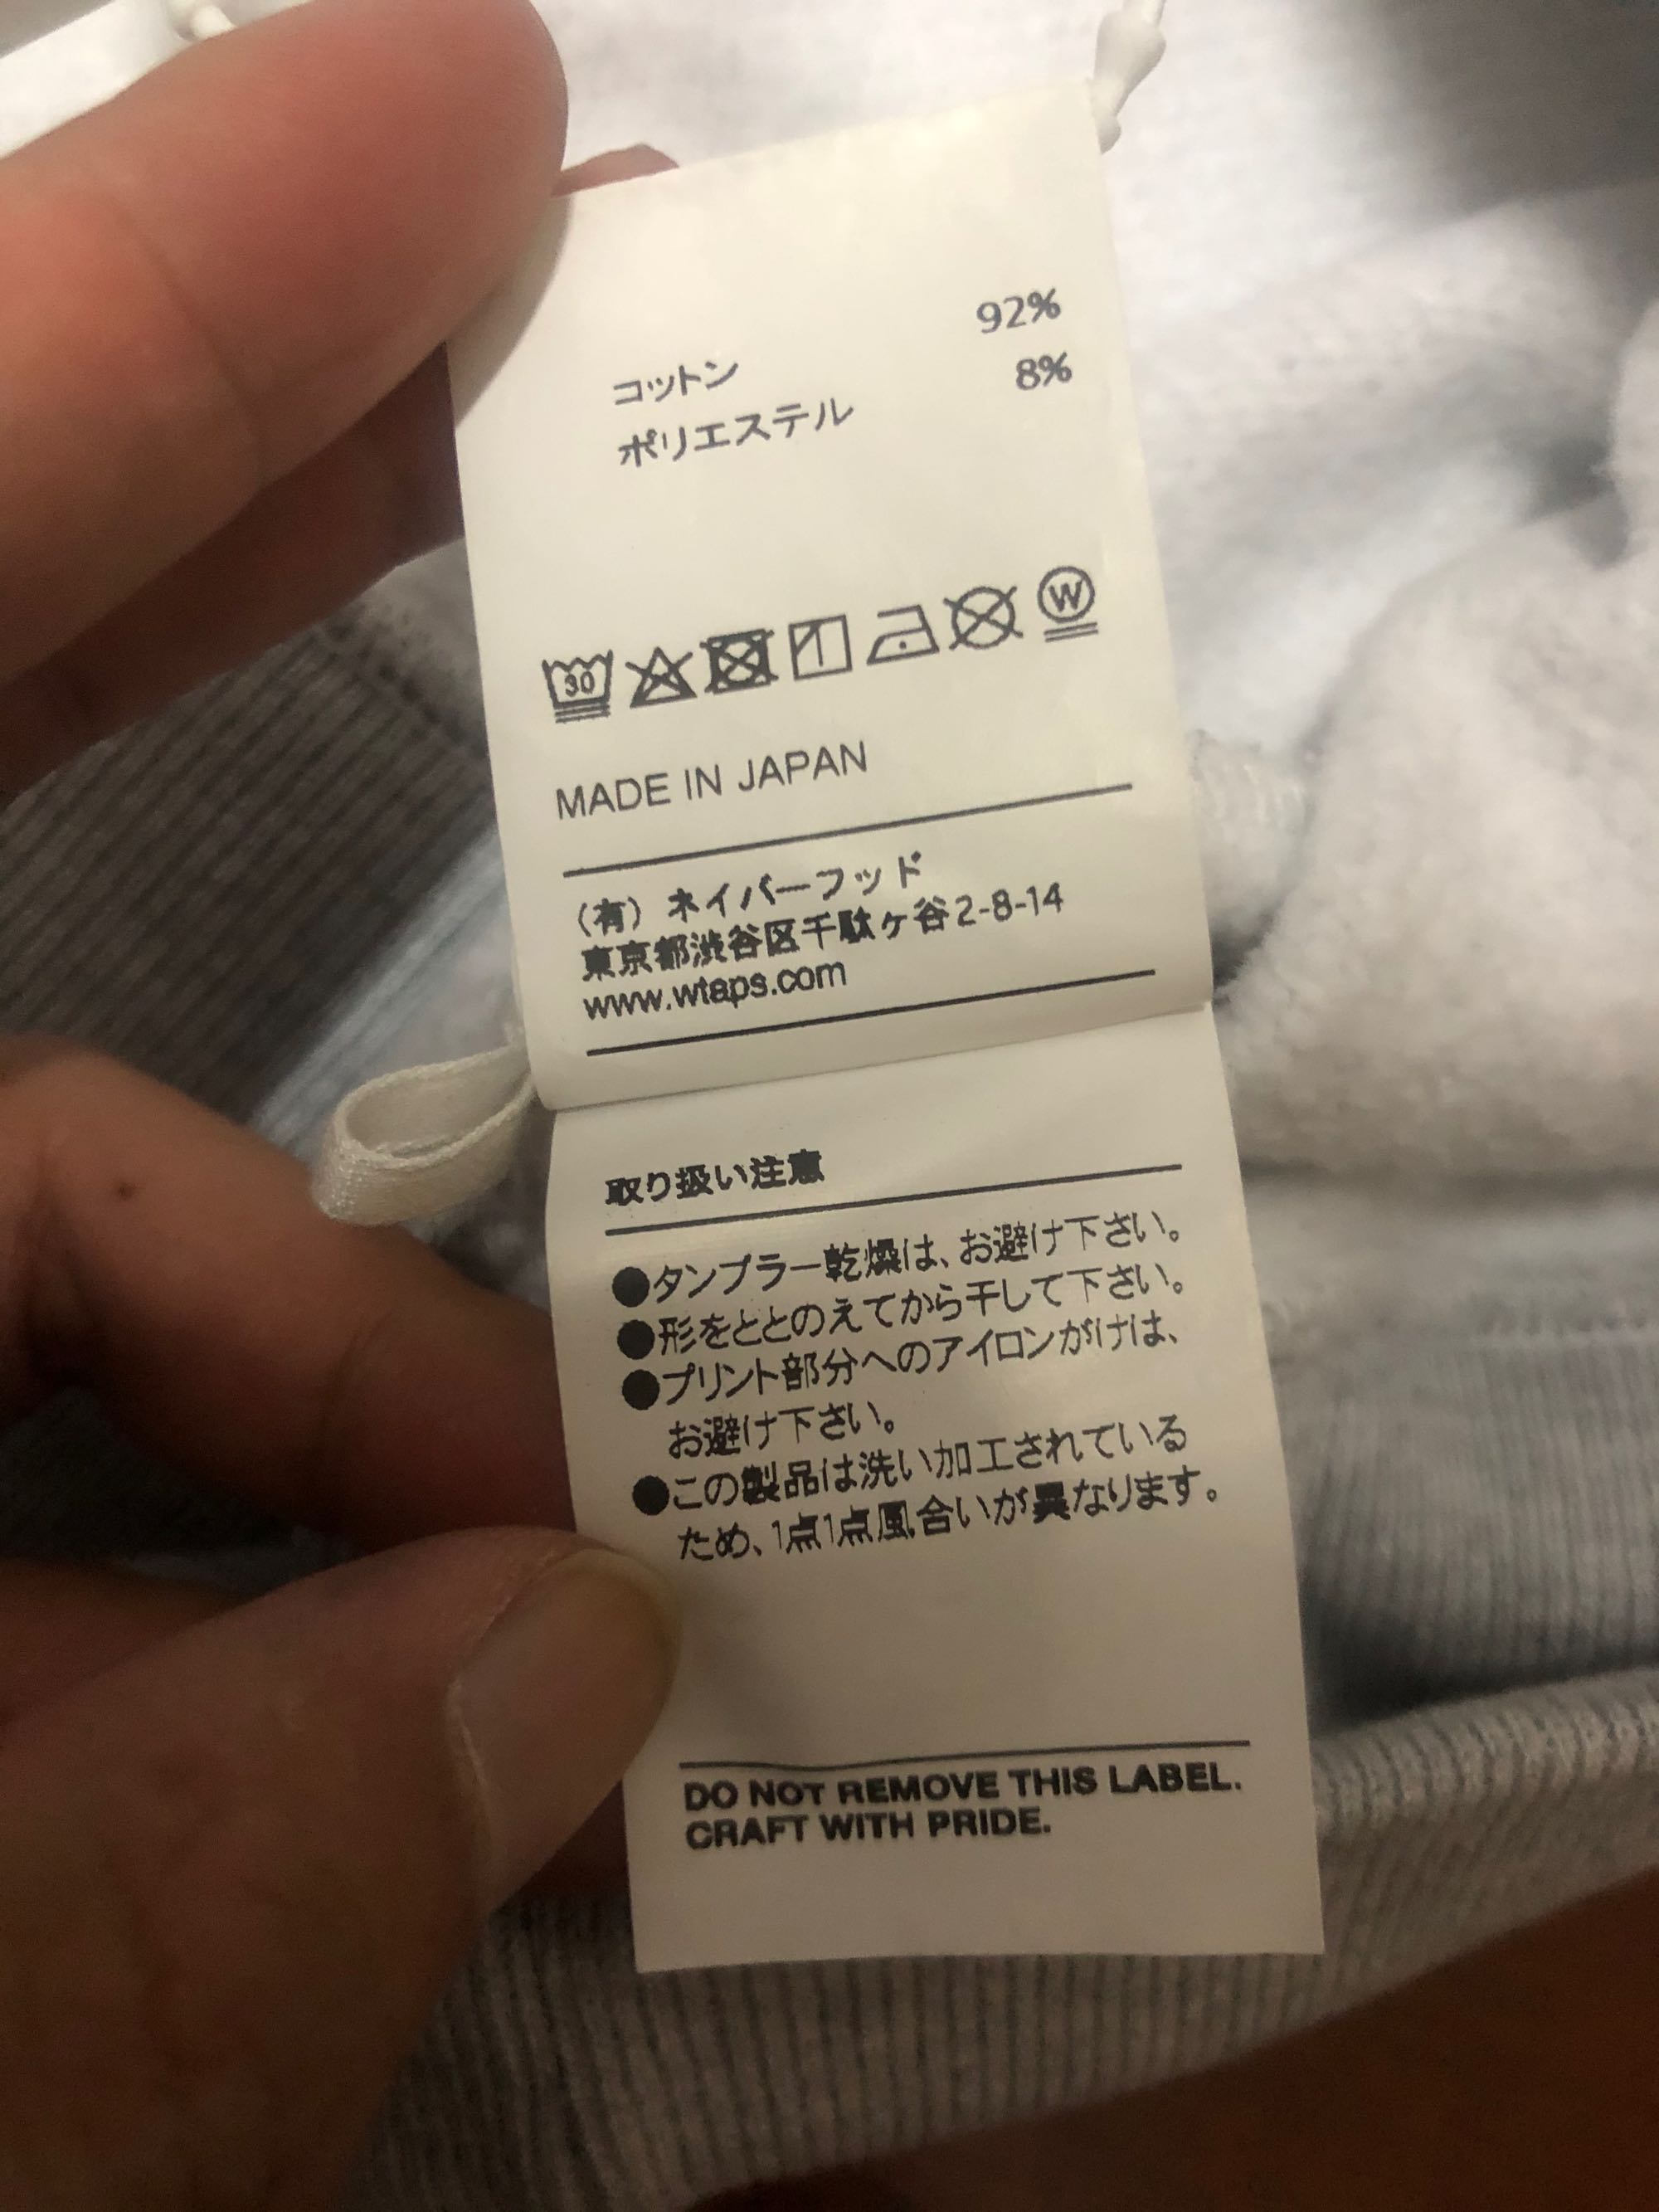 コットン 92%
ポリエステル 8%
30 W
MADE IN JAPAN
（有）ネイバーフッド
東京都渋谷区千駄ヶ谷2-8-14
www.wtaps.com
取り扱い注意
●タンブラー乾燥は、お避け下さい。
●形をととのえてから干して下さい。
●プリント部分へのアイロンがけは、
お避け下さい。
●この製品は洗い加工されている
ため、1点1点風合いが異なります。
DO NOT REMOVE THIS LABEL.
CRAFT WITH PRIDE.